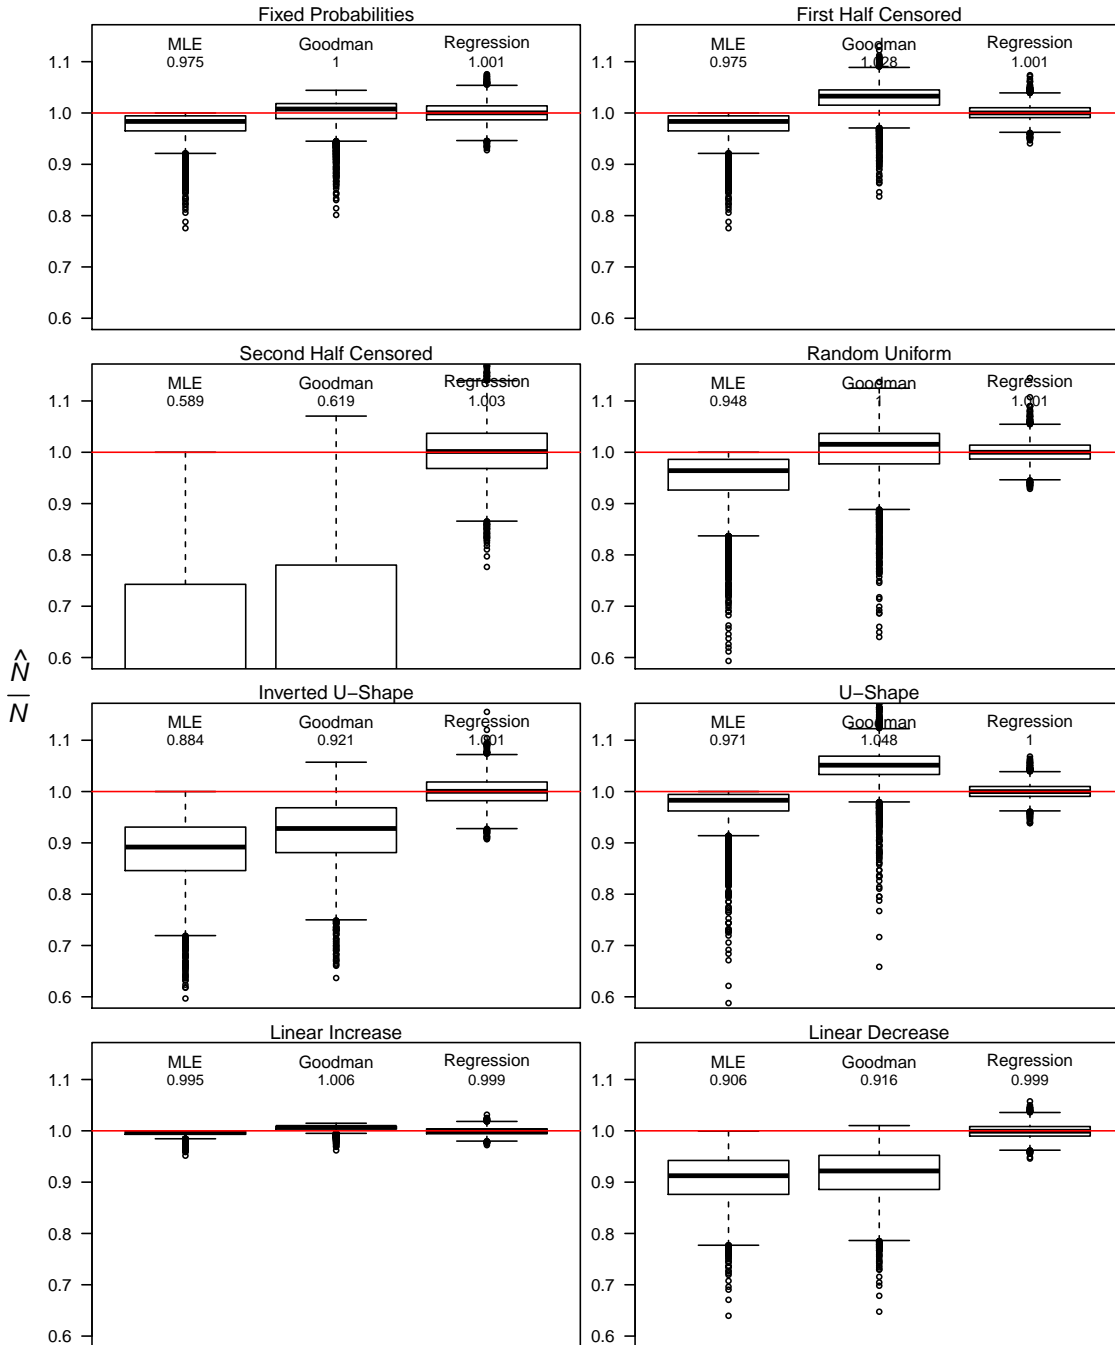 Fixed Probabilities
MLE Goodman Regression
0.975 1 1.001
1.1
1.0
0.9
0.8
0.7
0.6
First Half Censored
MLE Goodman Regression
0.975 1.028 1.001
1.1
1.0
0.9
0.8
0.7
0.6
Second Half Censored
MLE Goodman Regression
0.589 0.619 1.003
1.1
1.0
0.9
0.8
0.7
0.6
Random Uniform
MLE Goodman Regression
0.948 1 1.001
1.1
1.0
0.9
0.8
0.7
0.6
N̂
N
Inverted U−Shape
MLE Goodman Regression
0.884 0.921 1.001
1.1
1.0
0.9
0.8
0.7
0.6
U−Shape
MLE Goodman Regression
0.971 1.048 1
1.1
1.0
0.9
0.8
0.7
0.6
Linear Increase
MLE Goodman Regression
0.995 1.006 0.999
1.1
1.0
0.9
0.8
0.7
0.6
Linear Decrease
MLE Goodman Regression
0.906 0.916 0.999
1.1
1.0
0.9
0.8
0.7
0.6